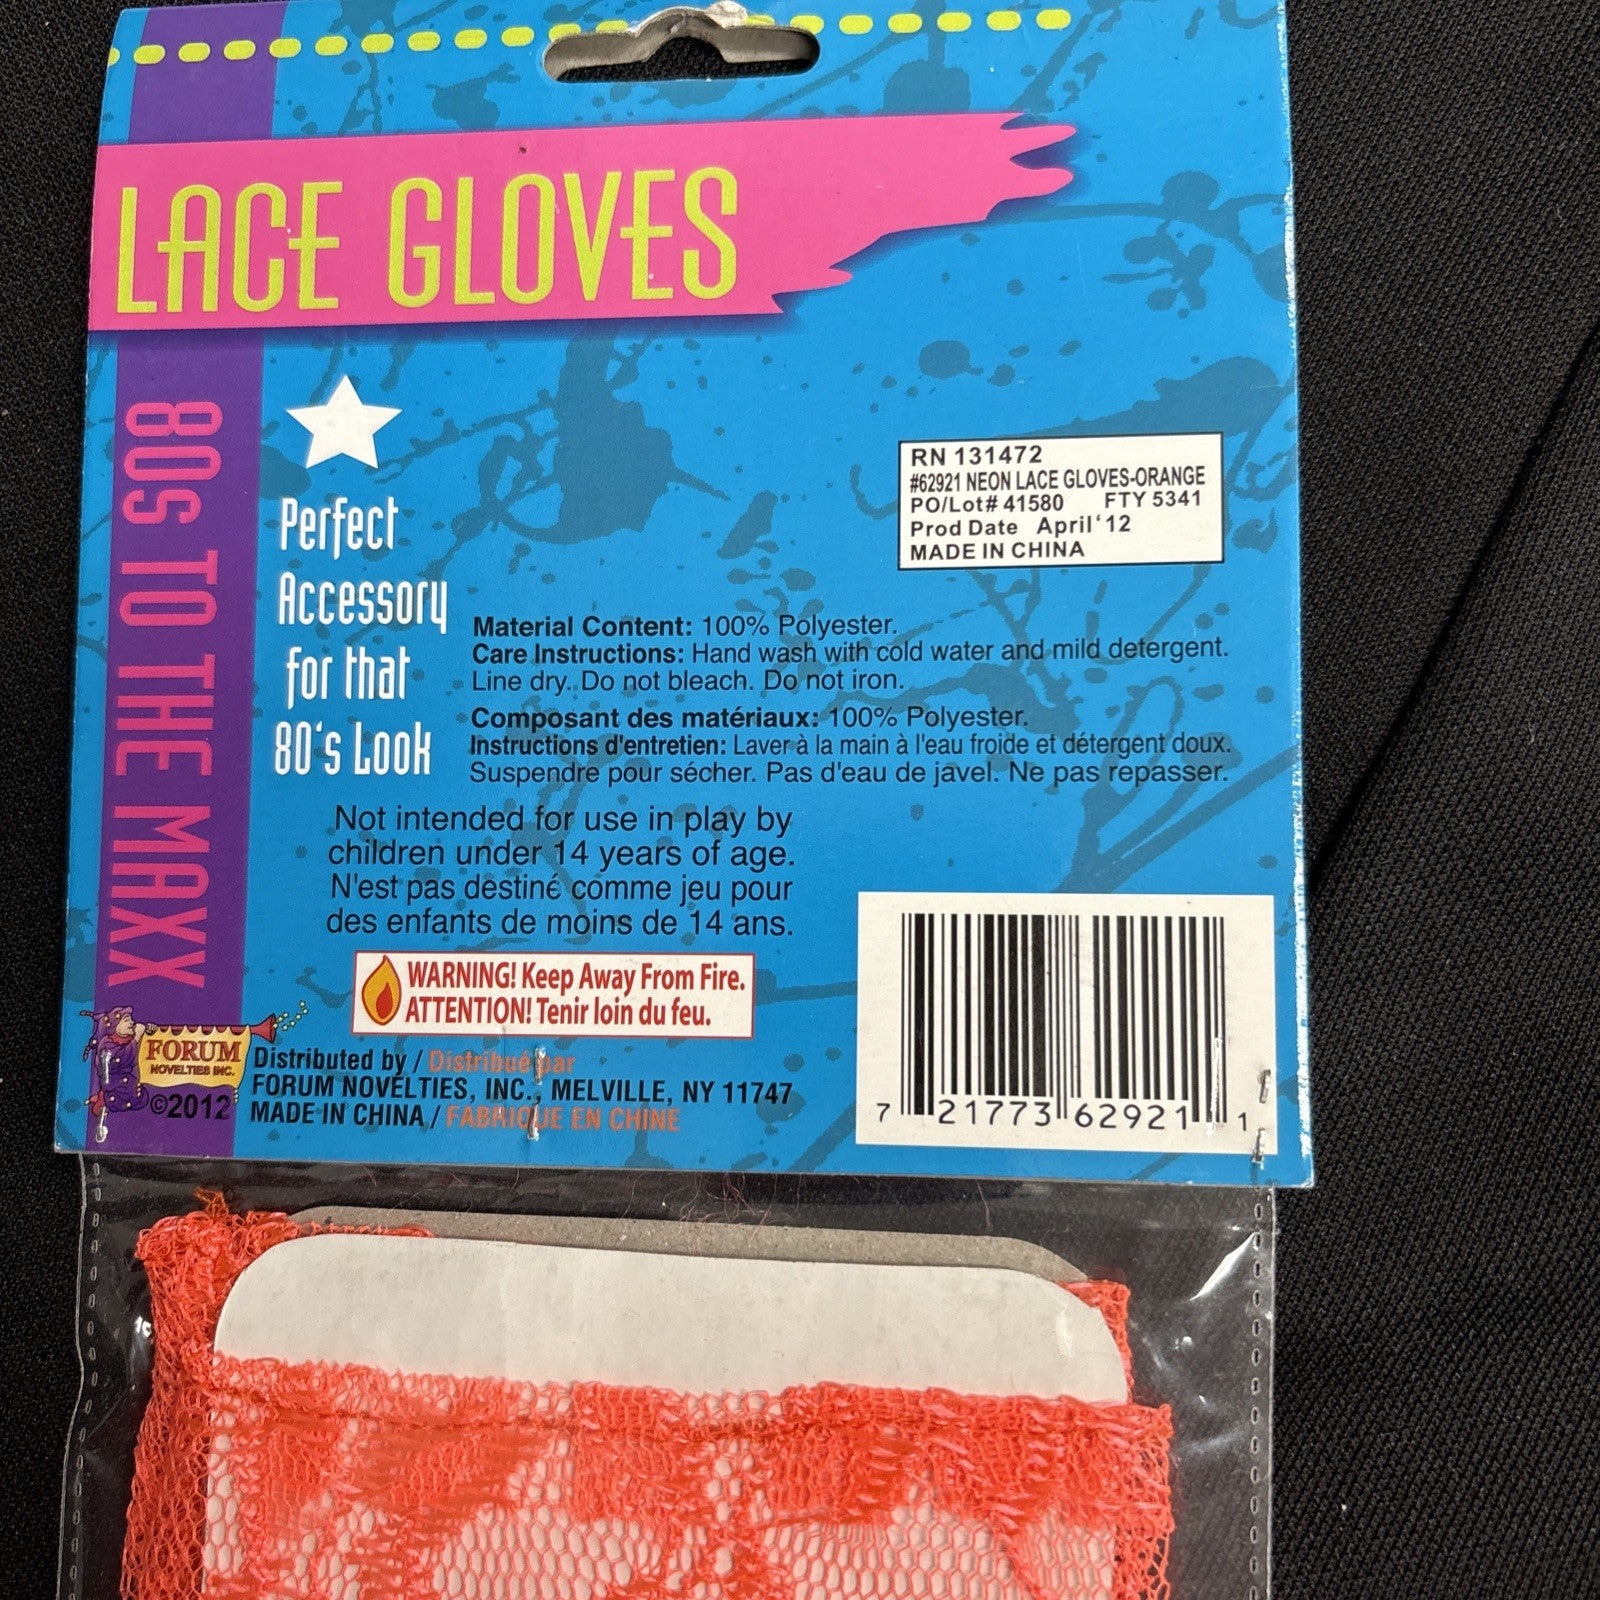 LACE GLOVES
80S TO THE MAXX
Perfect
Accessory
for that
80's Look
RN 131472
#62921 NEON LACE GLOVES-ORANGE
PO/Lot# 41580 FTY 5341
Prod Date April '12
MADE IN CHINA
Material Content: 100% Polyester.
Care Instructions: Hand wash with cold water and mild detergent.
Line dry. Do not bleach. Do not iron.
Composant des matériaux: 100% Polyester.
Instructions d'entretien: Laver à la main à l'eau froide et détergent doux.
Suspendre pour sécher. Pas d'eau de javel. Ne pas repasser.
Not intended for use in play by
children under 14 years of age.
N'est pas destiné comme jeu pour
des enfants de moins de 14 ans.
WARNING! Keep Away From Fire.
ATTENTION! Tenir loin du feu.
FORUM
NOVELTIES INC.
©2012
Distributed by / Distribué par
FORUM NOVELTIES, INC., MELVILLE, NY 11747
MADE IN CHINA / FABRIQUE EN CHINE
7 21773 62921 1